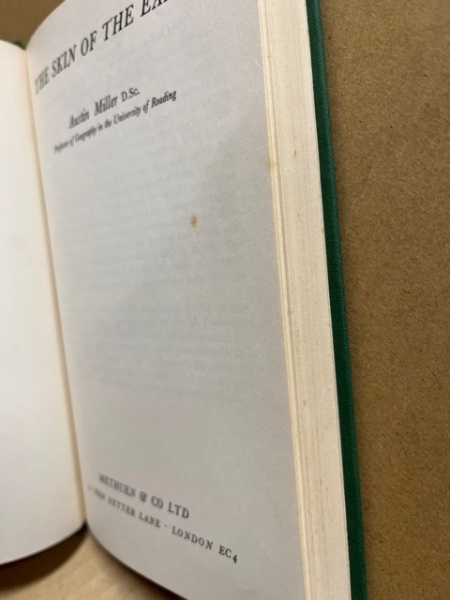 THE SKIN OF THE EA
Austin Miller D.Sc.
Professor of Geography in the University of Reading
METHUEN & CO LTD
NEW FETTER LANE · LONDON EC4